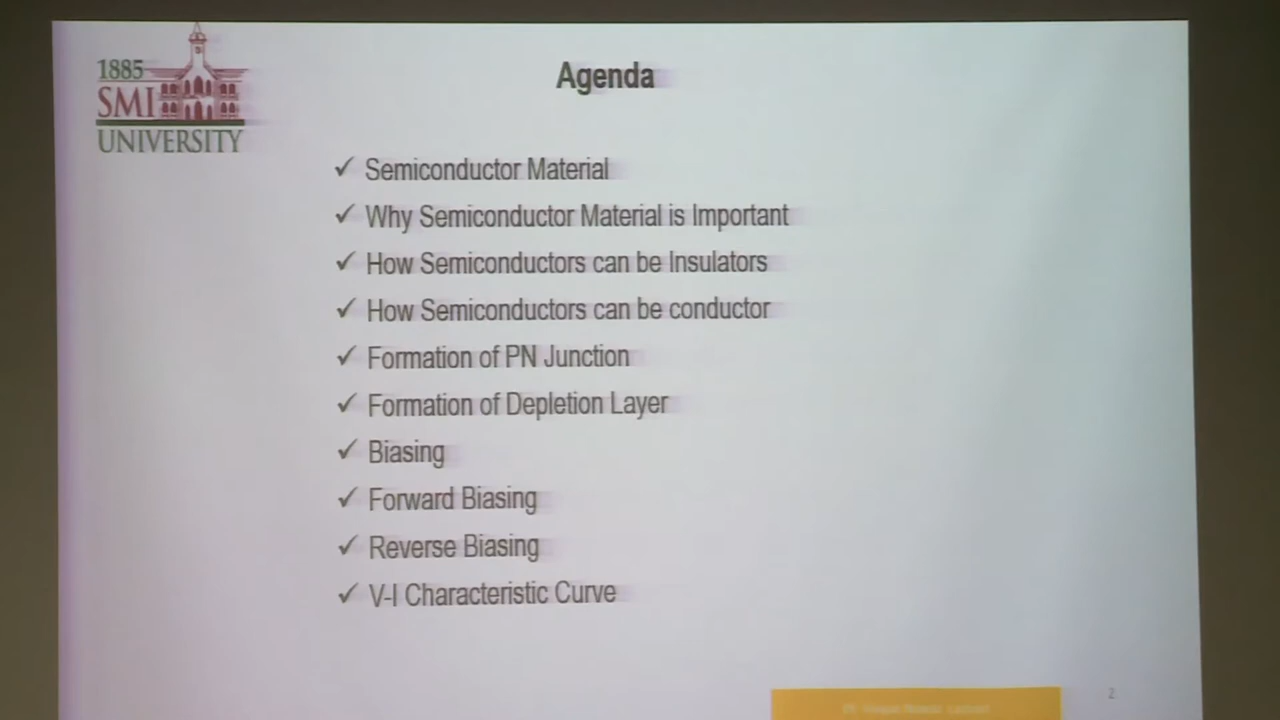 1885
SMI
UNIVERSITY
Agenda
✓ Semiconductor Material
✓ Why Semiconductor Material is Important
✓ How Semiconductors can be Insulators
✓ How Semiconductors can be conductor
✓ Formation of PN Junction
✓ Formation of Depletion Layer
✓ Biasing
✓ Forward Biasing
✓ Reverse Biasing
✓ V-I Characteristic Curve
2